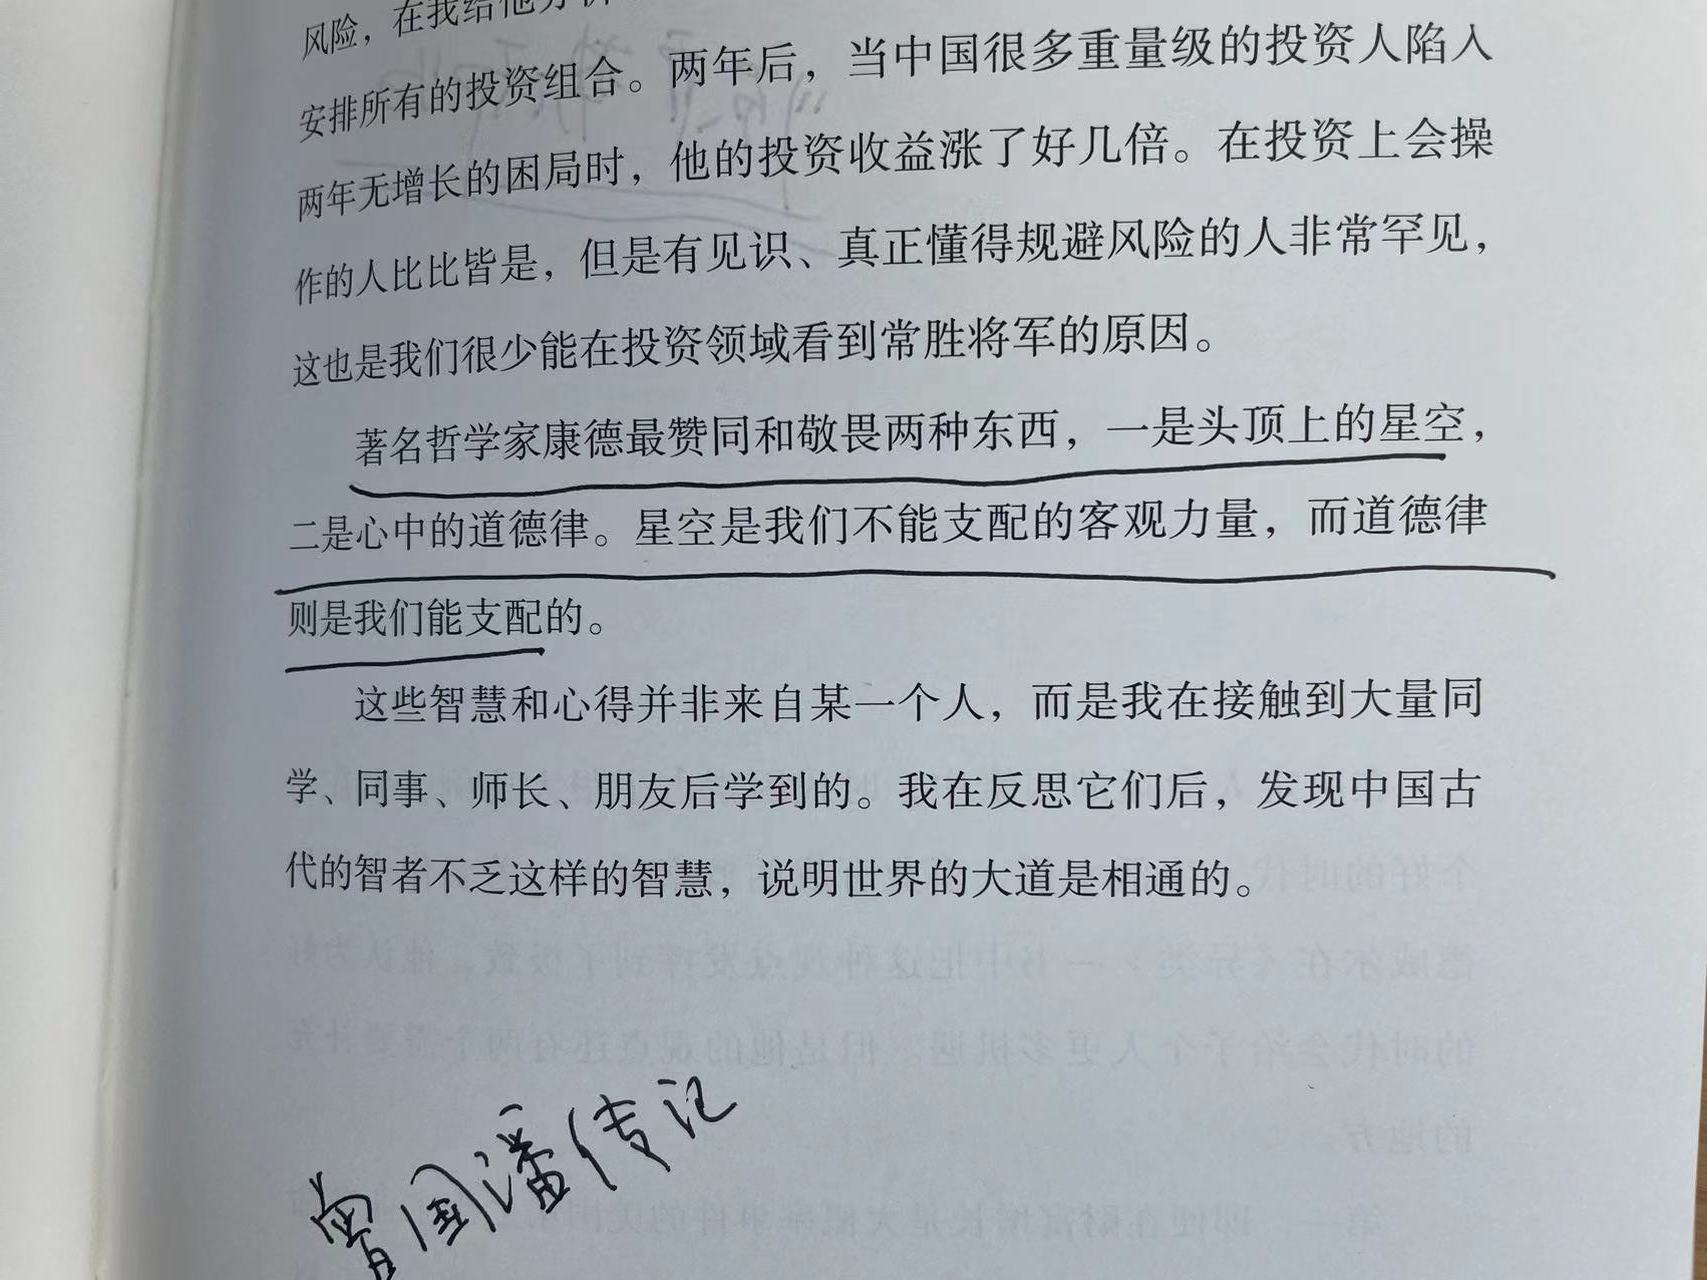 风险，在我给他分析
安排所有的投资组合。两年后，当中国很多重量级的投资人陷入
两年无增长的困局时，他的投资收益涨了好几倍。在投资上会操
作的人比比皆是，但是有见识、真正懂得规避风险的人非常罕见，
这也是我们很少能在投资领域看到常胜将军的原因。
著名哲学家康德最赞同和敬畏两种东西，一是头顶上的星空，
二是心中的道德律。星空是我们不能支配的客观力量，而道德律
则是我们能支配的。
这些智慧和心得并非来自某一个人，而是我在接触到大量同
学、同事、师长、朋友后学到的。我在反思它们后，发现中国古
代的智者不乏这样的智慧，说明世界的大道是相通的。
曾国潘传记